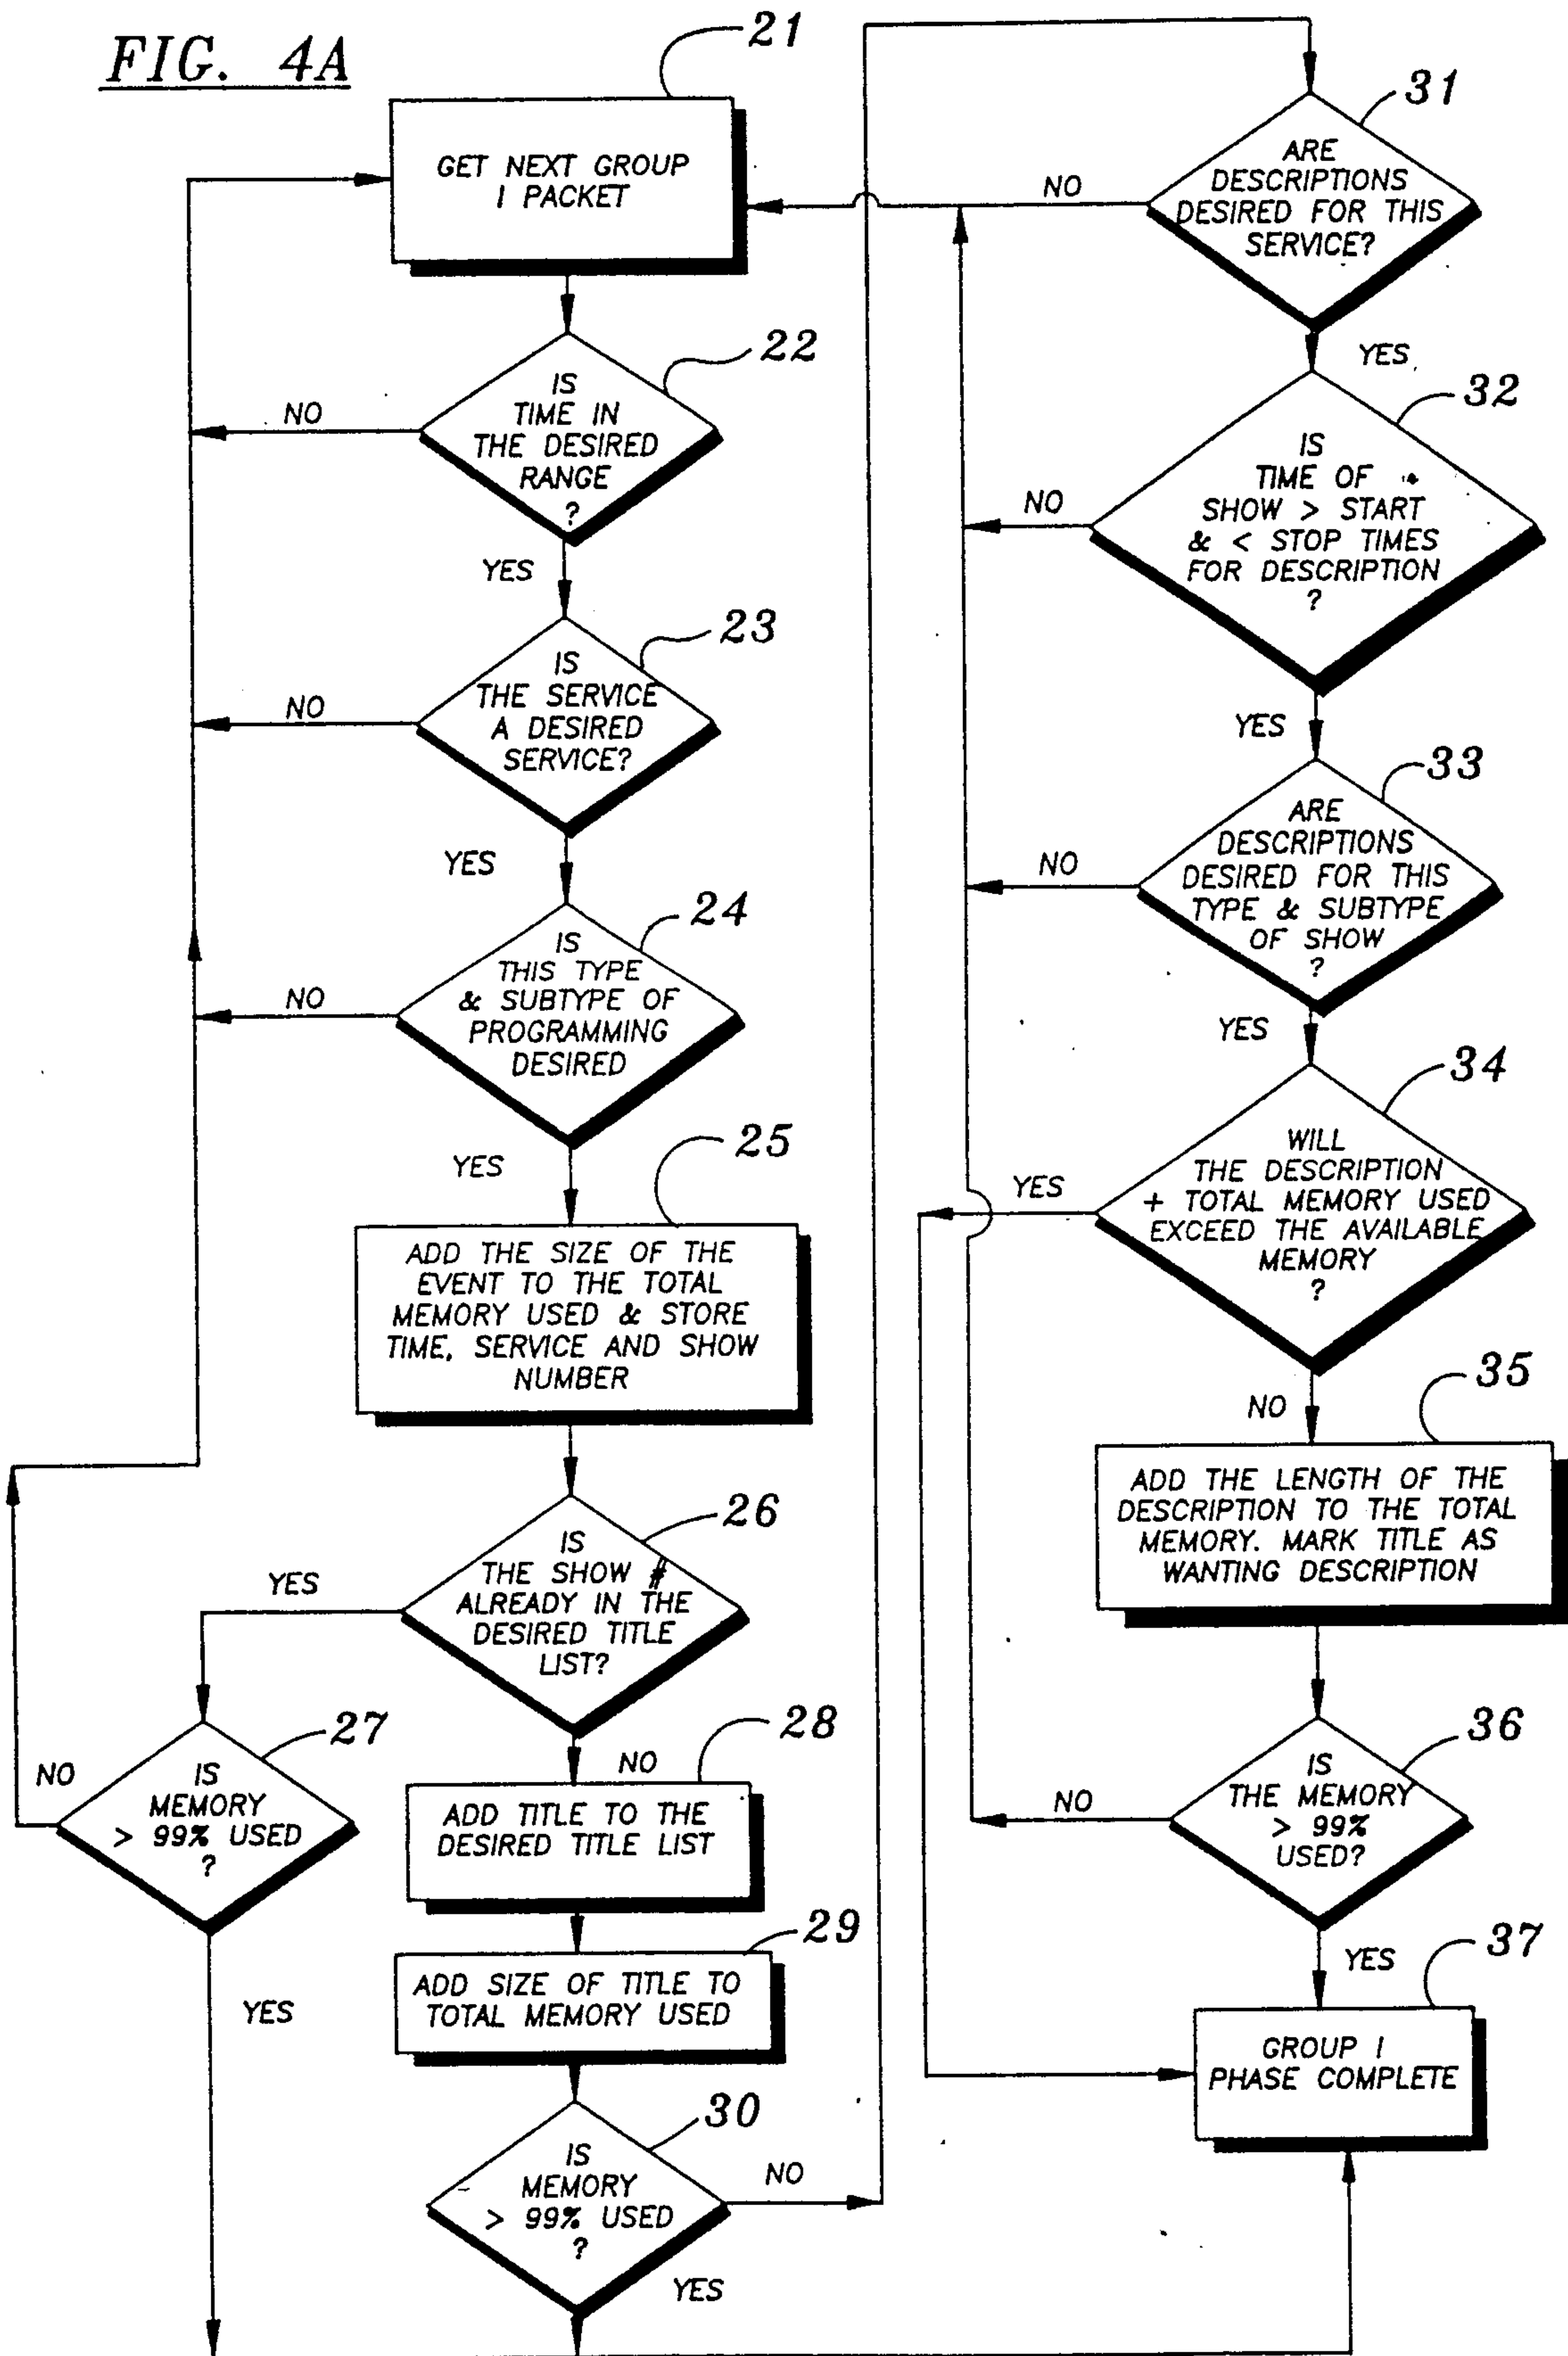 FIG. 4A
21
GET NEXT GROUP
1 PACKET
22
IS
TIME IN
THE DESIRED
RANGE
?
NO
YES
23
IS
THE SERVICE
A DESIRED
SERVICE?
NO
YES
24
IS
THIS TYPE
& SUBTYPE OF
PROGRAMMING
DESIRED
NO
YES
25
ADD THE SIZE OF THE
EVENT TO THE TOTAL
MEMORY USED & STORE
TIME, SERVICE AND SHOW
NUMBER
26
IS
THE SHOW #
ALREADY IN THE
DESIRED TITLE
LIST?
YES
NO
27
IS
MEMORY
> 99% USED
?
NO
YES
28
ADD TITLE TO THE
DESIRED TITLE LIST
29
ADD SIZE OF TITLE TO
TOTAL MEMORY USED
30
IS
MEMORY
> 99% USED
?
NO
YES
31
ARE
DESCRIPTIONS
DESIRED FOR THIS
SERVICE?
NO
YES
32
IS
TIME OF
SHOW > START
& < STOP TIMES
FOR DESCRIPTION
?
NO
YES
33
ARE
DESCRIPTIONS
DESIRED FOR THIS
TYPE & SUBTYPE
OF SHOW
?
NO
YES
34
WILL
THE DESCRIPTION
+ TOTAL MEMORY USED
EXCEED THE AVAILABLE
MEMORY
?
YES
NO
35
ADD THE LENGTH OF THE
DESCRIPTION TO THE TOTAL
MEMORY. MARK TITLE AS
WANTING DESCRIPTION
36
IS
THE MEMORY
> 99%
USED?
NO
YES
37
GROUP 1
PHASE COMPLETE